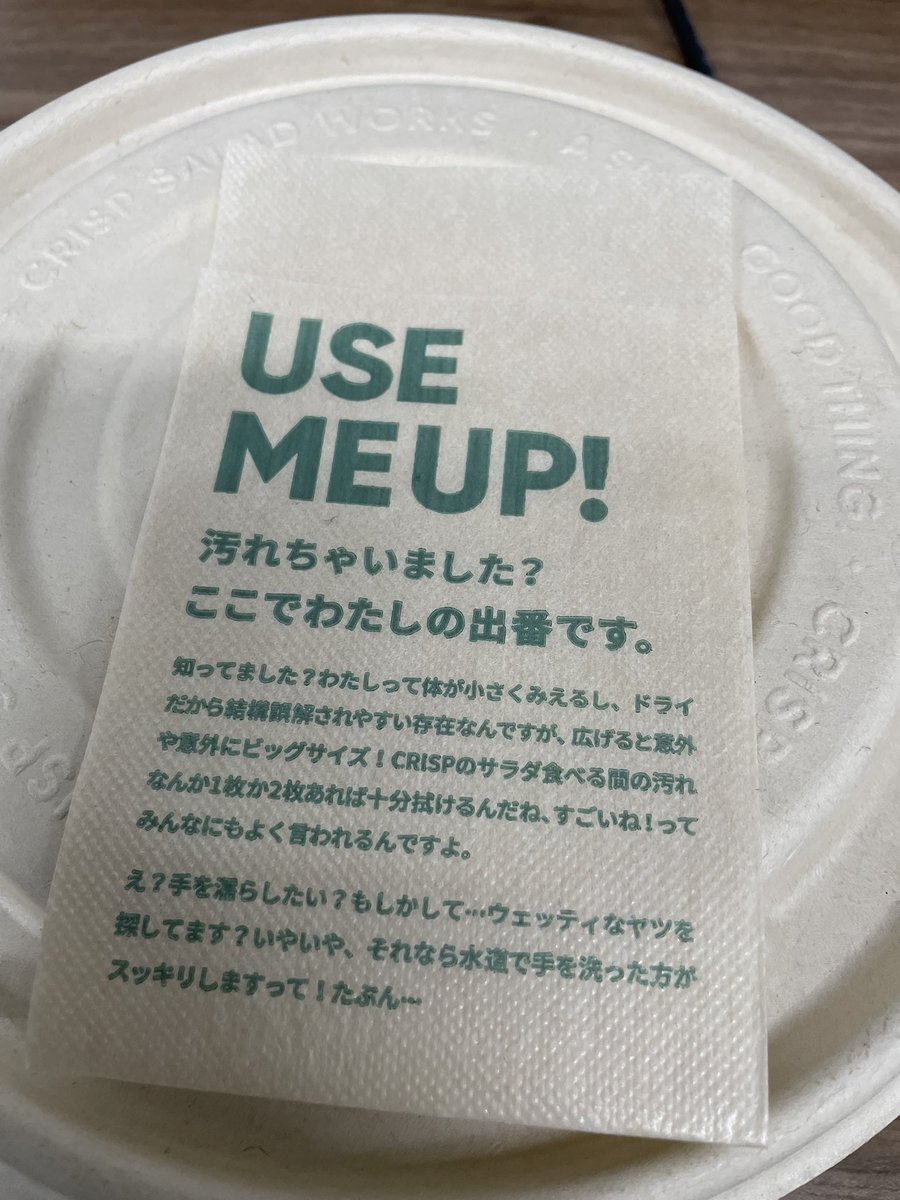 CRISP SALAD WORKS · A
GOOD THING · CRISP
USE
ME UP!
汚れちゃいました？
ここでわたしの出番です。
知ってました？わたしって体が小さくみえるし、ドライ
だから結構誤解されやすい存在なんですが、広げると意外
や意外にビッグサイズ！CRISPのサラダ食べる間の汚れ
なんか1枚か2枚あれば十分拭けるんだね、すごいね！って
みんなにもよく言われるんですよ。
え？手を濡らしたい？もしかして…ウェッティなヤツを
探してます？いやいや、それなら水道で手を洗った方が
スッキリしますって！たぶん…